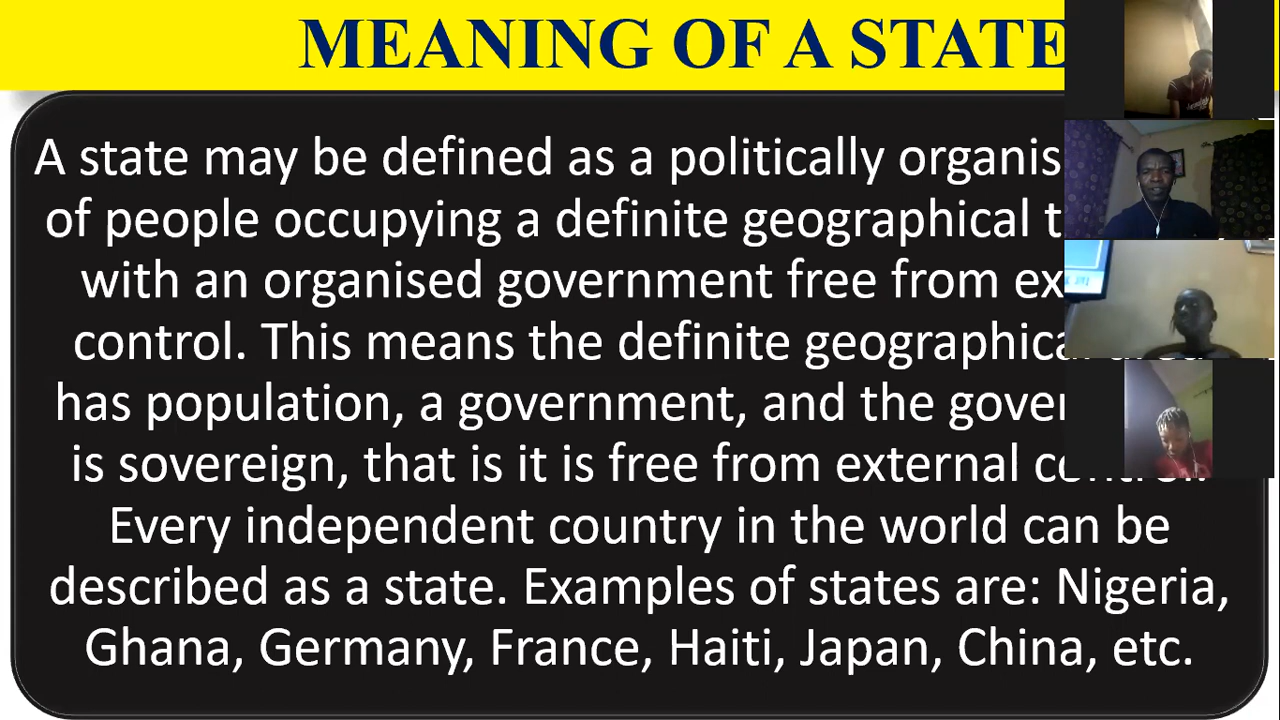 MEANING OF A STATE
A state may be defined as a politically organis
of people occupying a definite geographical t
with an organised government free from ex
control. This means the definite geographical area
has population, a government, and the gover
is sovereign, that is it is free from external control.
Every independent country in the world can be
described as a state. Examples of states are: Nigeria,
Ghana, Germany, France, Haiti, Japan, China, etc.